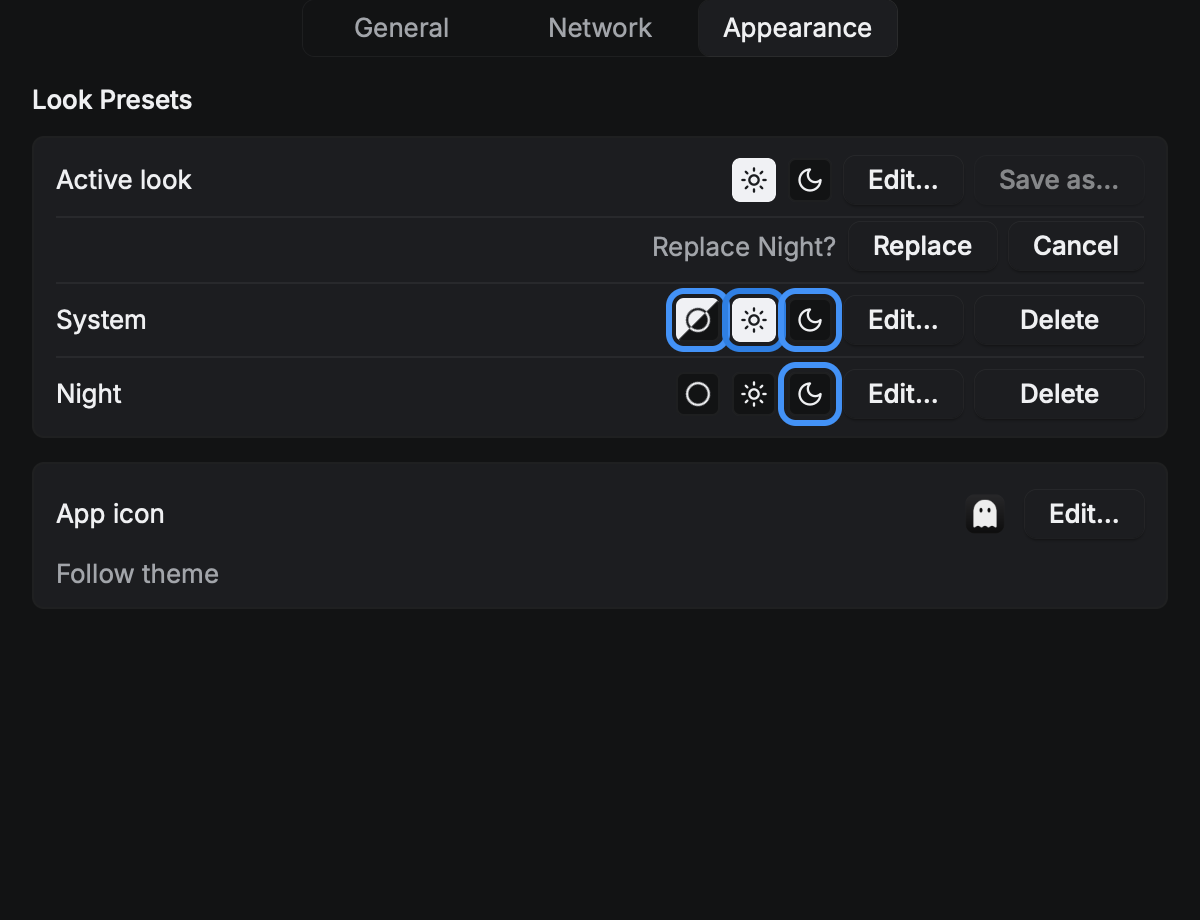 General Network Appearance
Look Presets
Active look Edit... Save as...
Replace Night? Replace Cancel
System Edit... Delete
Night Edit... Delete
App icon Edit...
Follow theme